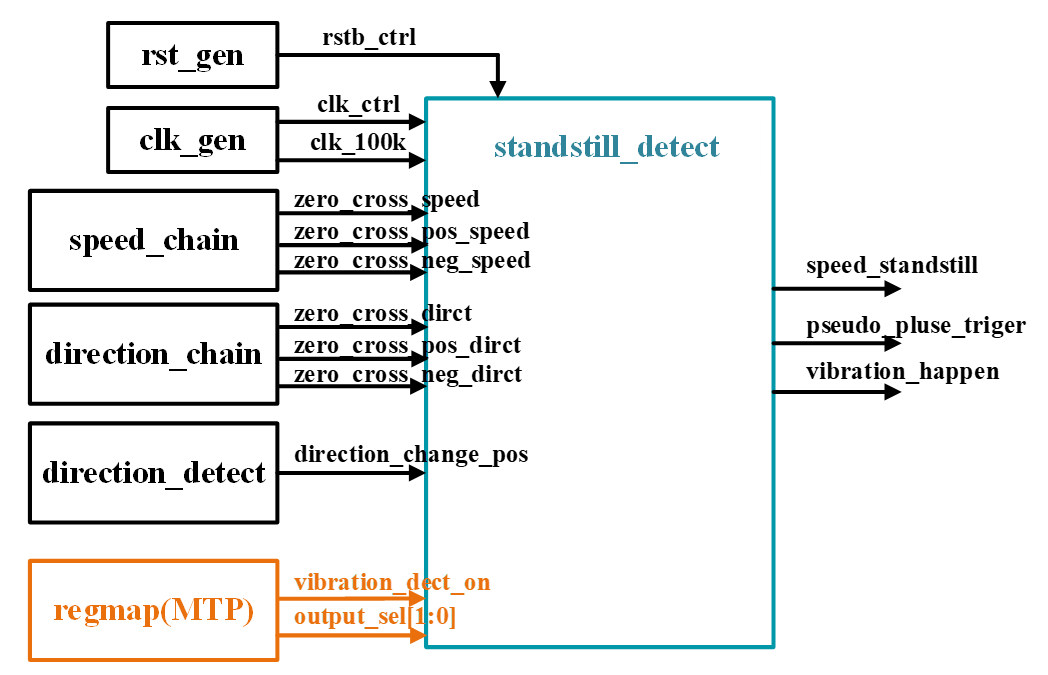 rst_gen
rstb_ctrl
clk_gen
clk_ctrl
clk_100k
standstill_detect
speed_chain
zero_cross_speed
zero_cross_pos_speed
zero_cross_neg_speed
direction_chain
zero_cross_dirct
zero_cross_pos_dirct
zero_cross_neg_dirct
direction_detect
direction_change_pos
regmap(MTP)
vibration_dect_on
output_sel[1:0]
speed_standstill
pseudo_pluse_triger
vibration_happen